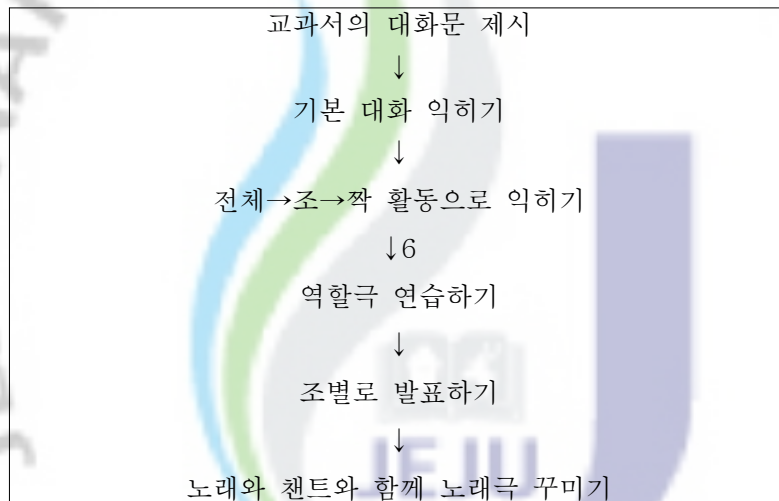 교과서의 대화문 제시
↓
기본 대화 익히기
↓
전체→조→짝 활동으로 익히기
↓6
역할극 연습하기
↓
조별로 발표하기
↓
노래와 챈트와 함께 노래극 꾸미기
JEJU